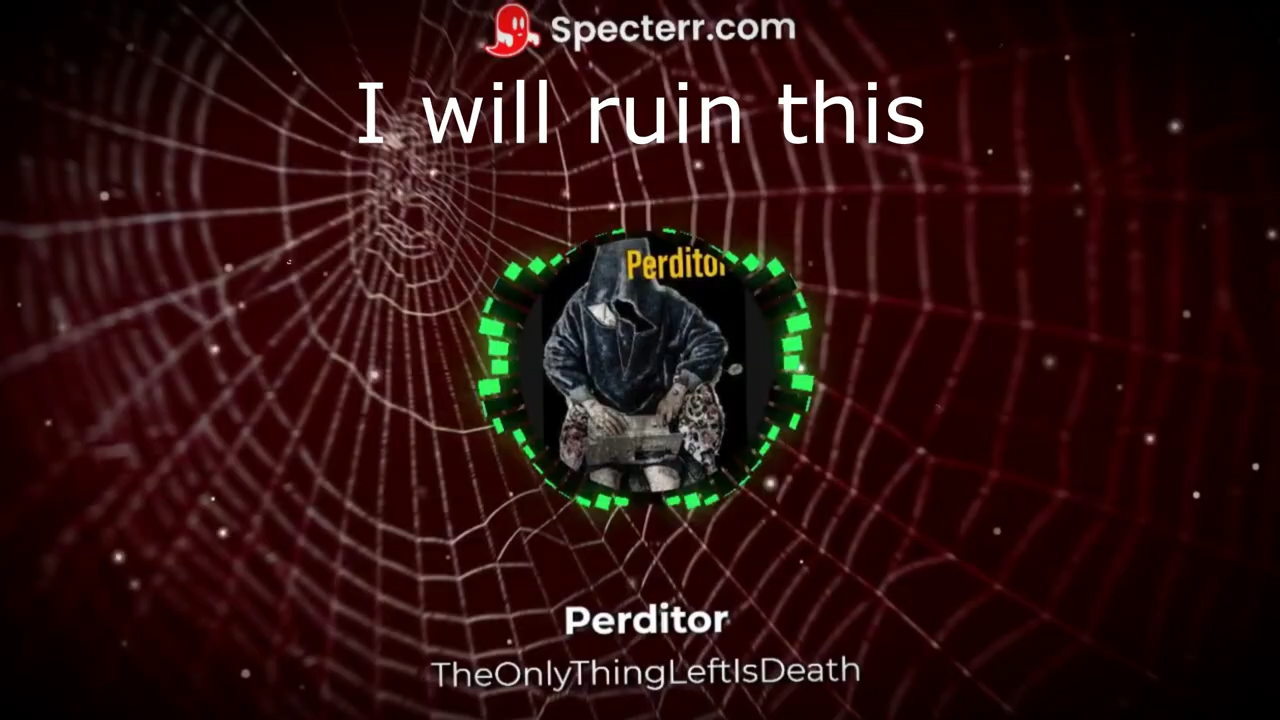 Specterr.com
I will ruin this
Perditor
Perditor
TheOnlyThingLeftIsDeath